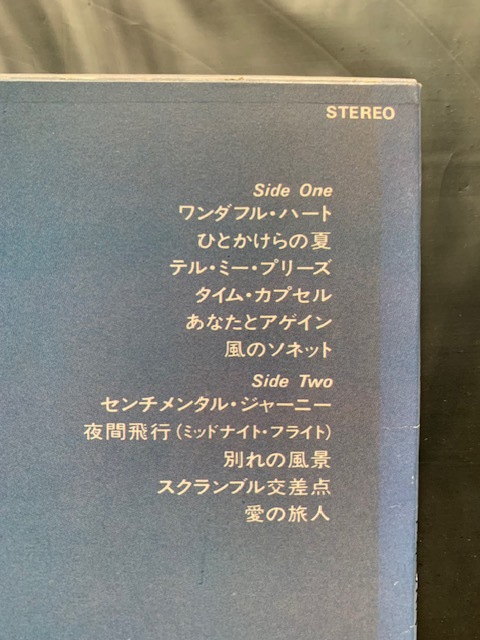 STEREO
Side One
ワンダフル・ハート
ひとかけらの夏
テル・ミー・プリーズ
タイム・カプセル
あなたとアゲイン
風のソネット
Side Two
センチメンタル・ジャーニー
夜間飛行(ミッドナイト・フライト)
別れの風景
スクランブル交差点
愛の旅人